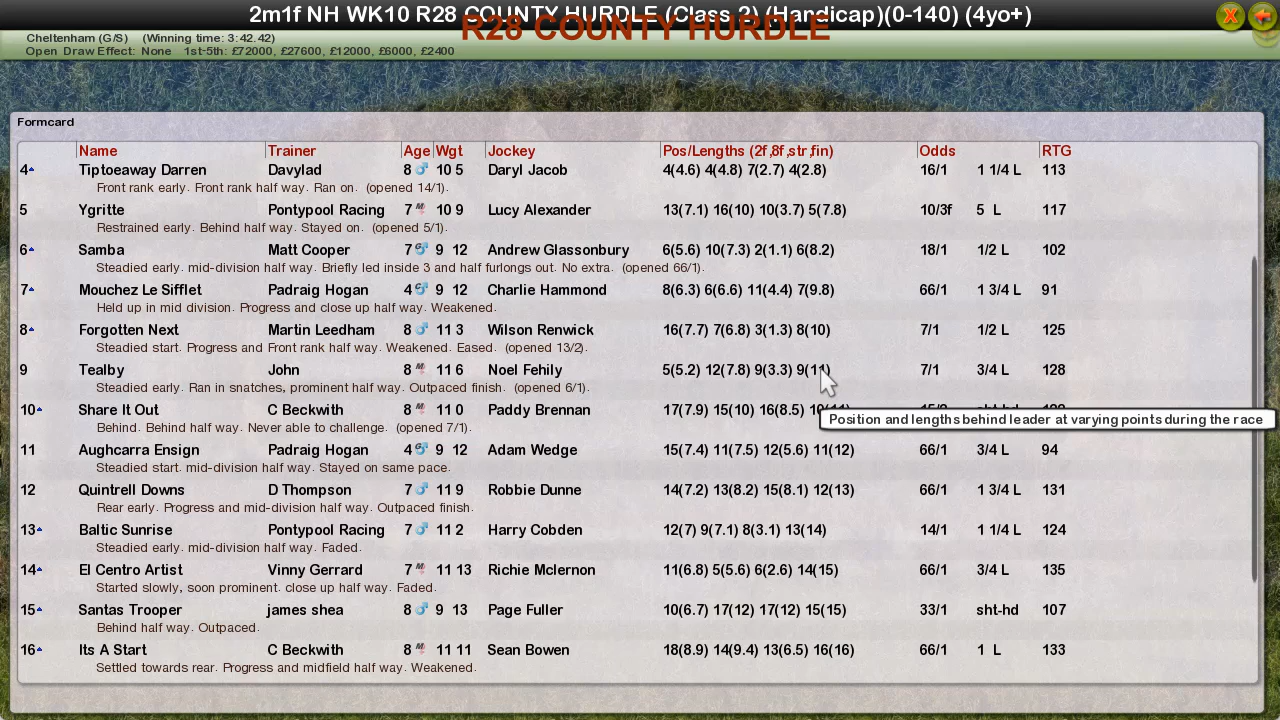 2m1f NH WK10 R28 COUNTY HURDLE (Class 2) (Handicap)(0-140) (4yo+)
R28 COUNTY HURDLE
Cheltenham (G/S) (Winning time: 3:42.42)
Open Draw Effect: None 1st-5th: £72000, £27600, £12000, £6000, £2400
Formcard
Name Trainer Age Wgt Jockey Pos/Lengths (2f,8f,str,fin) Odds RTG
4 Tiptoeaway Darren Davylad 8 10 5 Daryl Jacob 4(4.6) 4(4.8) 7(2.7) 4(2.8) 16/1 1 1/4 L 113
Front rank early. Front rank half way. Ran on. (opened 14/1).
5 Ygritte Pontypool Racing 7 10 9 Lucy Alexander 13(7.1) 16(10) 10(3.7) 5(7.8) 10/3f 5 L 117
Restrained early. Behind half way. Stayed on. (opened 5/1).
6 Samba Matt Cooper 7 9 12 Andrew Glassonbury 6(5.6) 10(7.3) 2(1.1) 6(8.2) 18/1 1/2 L 102
Steadied early. mid-division half way. Briefly led inside 3 and half furlongs out. No extra. (opened 66/1).
7 Mouchez Le Sifflet Padraig Hogan 4 9 12 Charlie Hammond 8(6.3) 6(6.6) 11(4.4) 7(9.8) 66/1 1 3/4 L 91
Held up in mid division. Progress and close up half way. Weakened.
8 Forgotten Next Martin Leedham 8 11 3 Wilson Renwick 16(7.7) 7(6.8) 3(1.3) 8(10) 7/1 1/2 L 125
Steadied start. Progress and Front rank half way. Weakened. Eased. (opened 13/2).
9 Tealby John 8 11 6 Noel Fehily 5(5.2) 12(7.8) 9(3.3) 7/1 3/4 L 128
Steadied early. Ran in snatches, prominent half way. Outpaced finish. (opened 6/1).
10 Share It Out C Beckwith 8 11 0 Paddy Brennan 17(7.9) 15(10) 16(8.5)
Position and lengths behind leader at varying points during the race
Behind. Behind half way. Never able to challenge. (opened 7/1).
11 Aughcarra Ensign Padraig Hogan 4 9 12 Adam Wedge 15(7.4) 11(7.5) 12(5.6) 11(12) 66/1 3/4 L 94
Steadied start. mid-division half way. Stayed on same pace.
12 Quintrell Downs D Thompson 7 11 9 Robbie Dunne 14(7.2) 13(8.2) 15(8.1) 12(13) 66/1 1 3/4 L 131
Rear early. Progress and mid-division half way. Outpaced finish.
13 Baltic Sunrise Pontypool Racing 7 11 2 Harry Cobden 12(7) 9(7.1) 8(3.1) 13(14) 14/1 1 1/4 L 124
Steadied early. mid-division half way. Faded.
14 El Centro Artist Vinny Gerrard 7 11 13 Richie Mclernon 11(6.8) 5(5.6) 6(2.6) 14(15) 66/1 3/4 L 135
Started slowly, soon prominent. close up half way. Faded.
15 Santas Trooper james shea 8 9 13 Page Fuller 10(6.7) 17(12) 17(12) 15(15) 33/1 sht-hd 107
Behind half way. Outpaced.
16 Its A Start C Beckwith 8 11 11 Sean Bowen 18(8.9) 14(9.4) 13(6.5) 16(16) 66/1 1 L 133
Settled towards rear. Progress and midfield half way. Weakened.